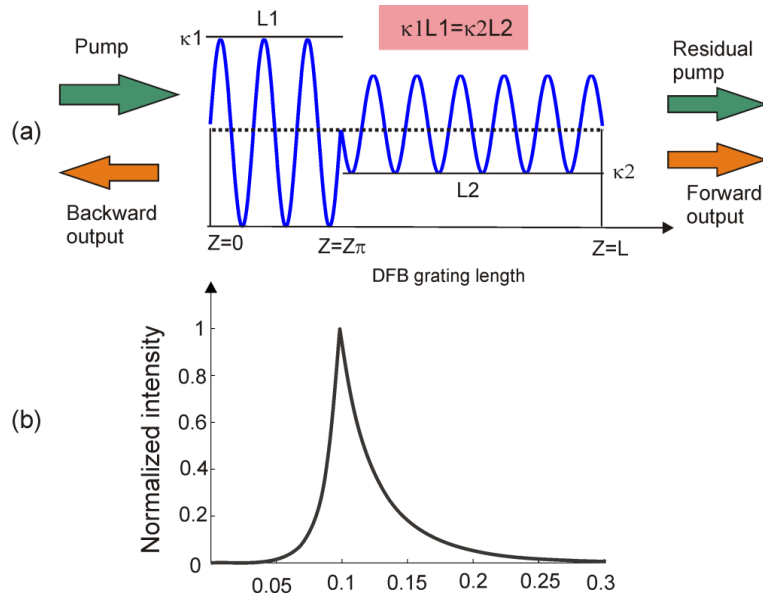 L1
κ1L1=κ2L2
κ1
Pump
Residual
pump
(a)
L2
κ2
Backward
output
Forward
output
Z=0
Z=Zπ
Z=L
DFB grating length
(b)
Normalized intensity
1
0.8
0.6
0.4
0.2
0
0.05
0.1
0.15
0.2
0.25
0.3